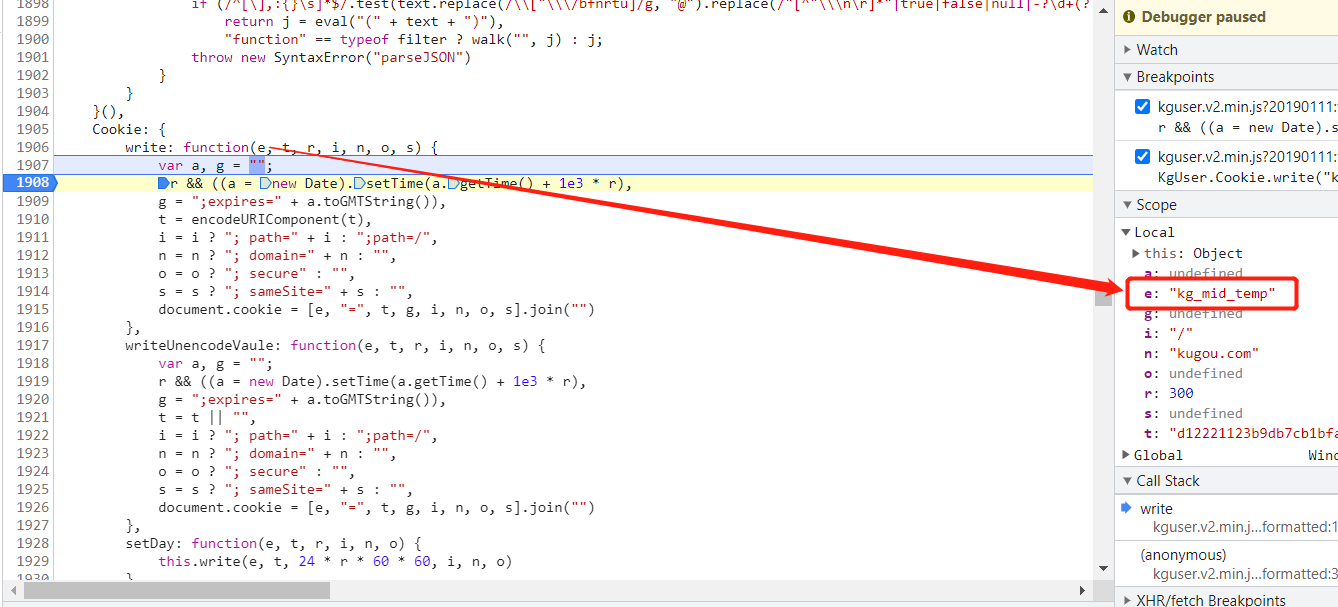 1898 if (/^[\],:{}\s]*$/.test(text.replace(/\\["\\\/bfnrtu]/g, "@").replace(/"[^"\\\n\r]*"|true|false|null|-?\d+(?
1899 return j = eval("(" + text + ")"),
1900 "function" == typeof filter ? walk("", j) : j;
1901 throw new SyntaxError("parseJSON")
1902 }
1903 }
1904 }(),
1905 Cookie: {
1906 write: function(e, t, r, i, n, o, s) {
1907 var a, g = "";
1908 r && ((a = new Date).setTime(a.getTime() + 1e3 * r),
1909 g = ";expires=" + a.toGMTString()),
1910 t = encodeURIComponent(t),
1911 i = i ? "; path=" + i : ";path=/",
1912 n = n ? "; domain=" + n : "",
1913 o = o ? "; secure" : "",
1914 s = s ? "; sameSite=" + s : "",
1915 document.cookie = [e, "=", t, g, i, n, o, s].join("")
1916 },
1917 writeUnencodeVaule: function(e, t, r, i, n, o, s) {
1918 var a, g = "";
1919 r && ((a = new Date).setTime(a.getTime() + 1e3 * r),
1920 g = ";expires=" + a.toGMTString()),
1921 t = t || "",
1922 i = i ? "; path=" + i : ";path=/",
1923 n = n ? "; domain=" + n : "",
1924 o = o ? "; secure" : "",
1925 s = s ? "; sameSite=" + s : "",
1926 document.cookie = [e, "=", t, g, i, n, o, s].join("")
1927 },
1928 setDay: function(e, t, r, i, n, o) {
1929 this.write(e, t, 24 * r * 60 * 60, i, n, o)
1930 }
Debugger paused
Watch
Breakpoints
kguser.v2.min.js?20190111:
r && ((a = new Date).s
kguser.v2.min.js?20190111:
KgUser.Cookie.write("k
Scope
Local
this: Object
a: undefined
e: "kg_mid_temp"
g: undefined
i: "/"
n: "kugou.com"
o: undefined
r: 300
s: undefined
t: "d12221123b9db7cb1bfa
Global Wind
Call Stack
write
kguser.v2.min.j...formatted:1
(anonymous)
kguser.v2.min.j...formatted:3
XHR/fetch Breakpoints